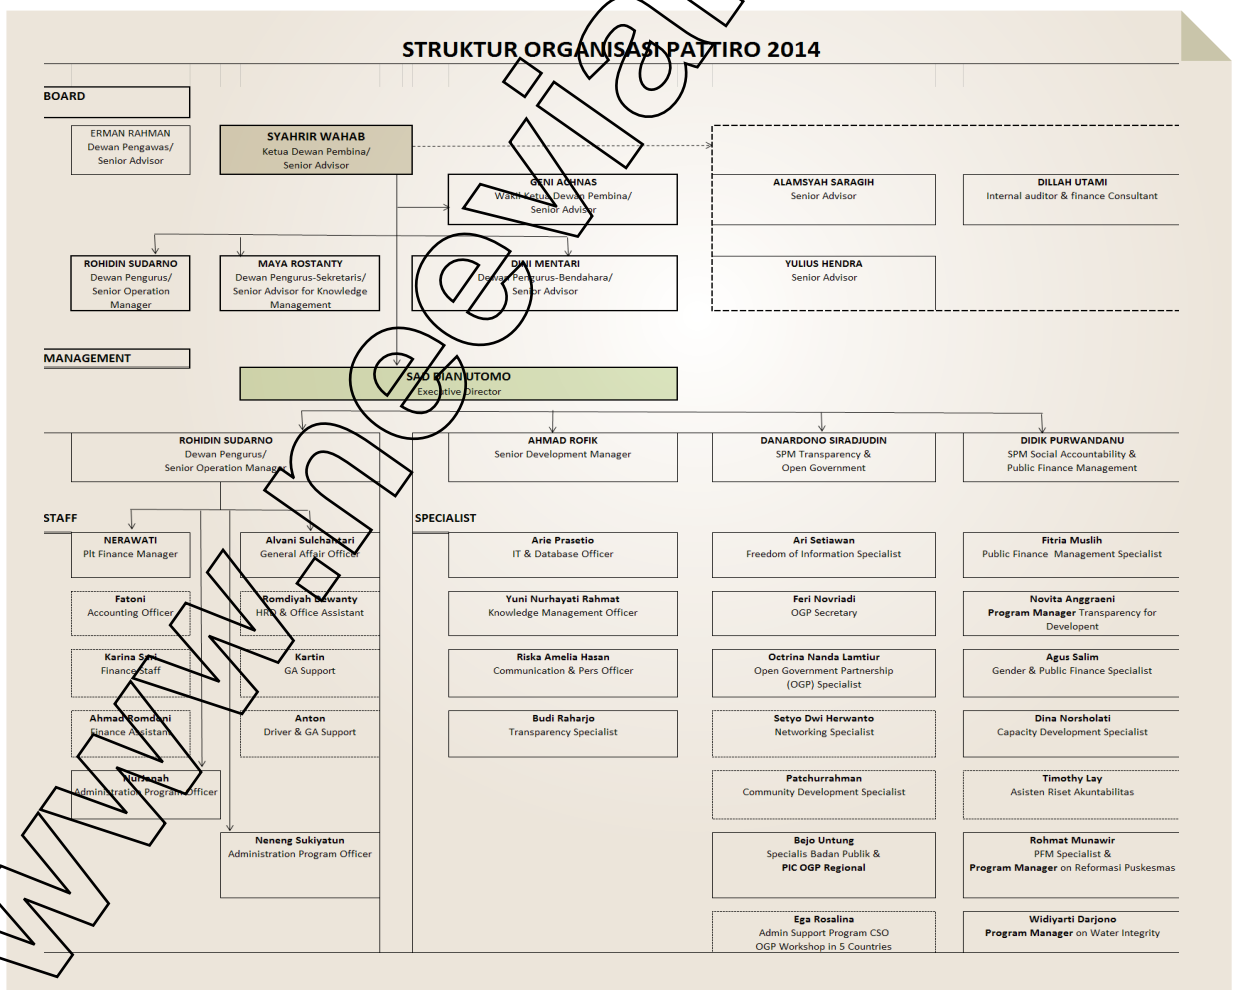 STRUKTUR ORGANISASI PATTIRO 2014
BOARD
ERMAN RAHMAN
Dewan Pengawas/
Senior Advisor
SYAHRIR WAHAB
Ketua Dewan Pembina/
Senior Advisor
GENI ACHNAS
Wakil Ketua Dewan Pembina/
Senior Advisor
ALAMSYAH SARAGIH
Senior Advisor
DILLAH UTAMI
Internal auditor & finance Consultant
ROHIDIN SUDARNO
Dewan Pengurus/
Senior Operation
Manager
MAYA ROSTANTY
Dewan Pengurus-Sekretaris/
Senior Advisor for Knowledge
Management
DINI MENTARI
Dewan Pengurus-Bendahara/
Senior Advisor
YULIUS HENDRA
Senior Advisor
MANAGEMENT
SAD DIAN UTOMO
Executive Director
ROHIDIN SUDARNO
Dewan Pengurus/
Senior Operation Manager
AHMAD ROFIK
Senior Development Manager
DANARDONO SIRADJUDIN
SPM Transparency &
Open Government
DIDIK PURWANDANU
SPM Social Accountability &
Public Finance Management
STAFF
SPECIALIST
NERAWATI
Plt Finance Manager
Alvani Sulchantari
General Affair Officer
Arie Prasetio
IT & Database Officer
Ari Setiawan
Freedom of Information Specialist
Fitria Muslih
Public Finance Management Specialist
Fatoni
Accounting Officer
Romdiyah Dewanty
HRD & Office Assistant
Yuni Nurhayati Rahmat
Knowledge Management Officer
Feri Novriadi
OGP Secretary
Novita Anggraeni
Program Manager Transparency for
Developent
Karina Sari
Finance Staff
Kartin
GA Support
Riska Amelia Hasan
Communication & Pers Officer
Octrina Nanda Lamtiur
Open Government Partnership
(OGP) Specialist
Agus Salim
Gender & Public Finance Specialist
Ahmad Romdoni
Finance Assistant
Anton
Driver & GA Support
Budi Raharjo
Transparency Specialist
Setyo Dwi Herwanto
Networking Specialist
Dina Norsholati
Capacity Development Specialist
Nurjanah
Administration Program Officer
Patchurrahman
Community Development Specialist
Timothy Lay
Asisten Riset Akuntabilitas
Neneng Sukiyatun
Administration Program Officer
Bejo Untung
Specialis Badan Publik &
PIC OGP Regional
Rohmat Munawir
PFM Specialist &
Program Manager on Reformasi Puskesmas
Ega Rosalina
Admin Support Program CSO
OGP Workshop in 5 Countries
Widiyarti Darjono
Program Manager on Water Integrity